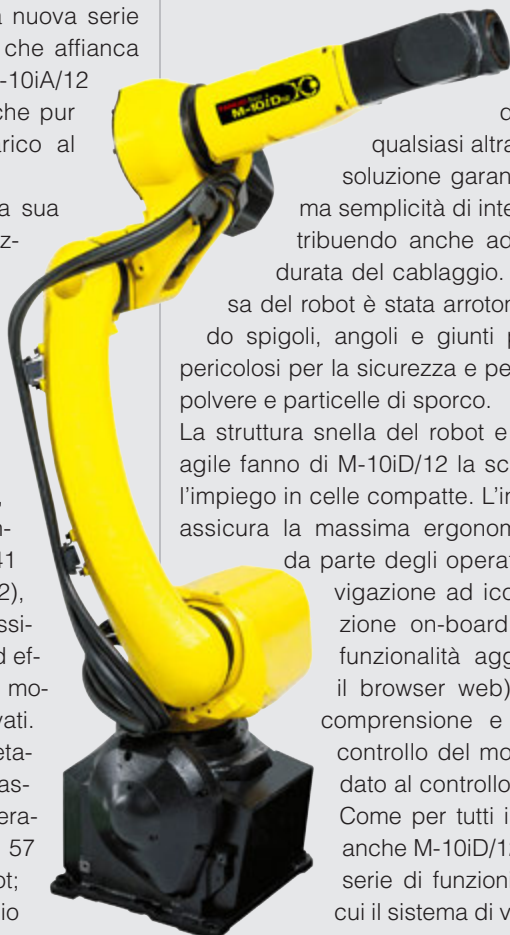 nuova serie
che affianca
-10iA/12
che pur
arico al
a sua
z-
n-
41
2),
ssi-
d ef-
mo-
vati.
eta-
as-
era-
57
ot;
io
M-10iD/12
qualsiasi altra
soluzione garan
ma semplicità di inte
tribuendo anche ad
durata del cablaggio.
sa del robot è stata arroton
do spigoli, angoli e giunti p
pericolosi per la sicurezza e pe
polvere e particelle di sporco.
La struttura snella del robot e
agile fanno di M-10iD/12 la sc
l'impiego in celle compatte. L'in
assicura la massima ergonom
da parte degli operat
vigazione ad ico
zione on-board
funzionalità agg
il browser web)
comprensione e
controllo del mo
dato al controllo
Come per tutti i
anche M-10iD/12
serie di funzioni
cui il sistema di v